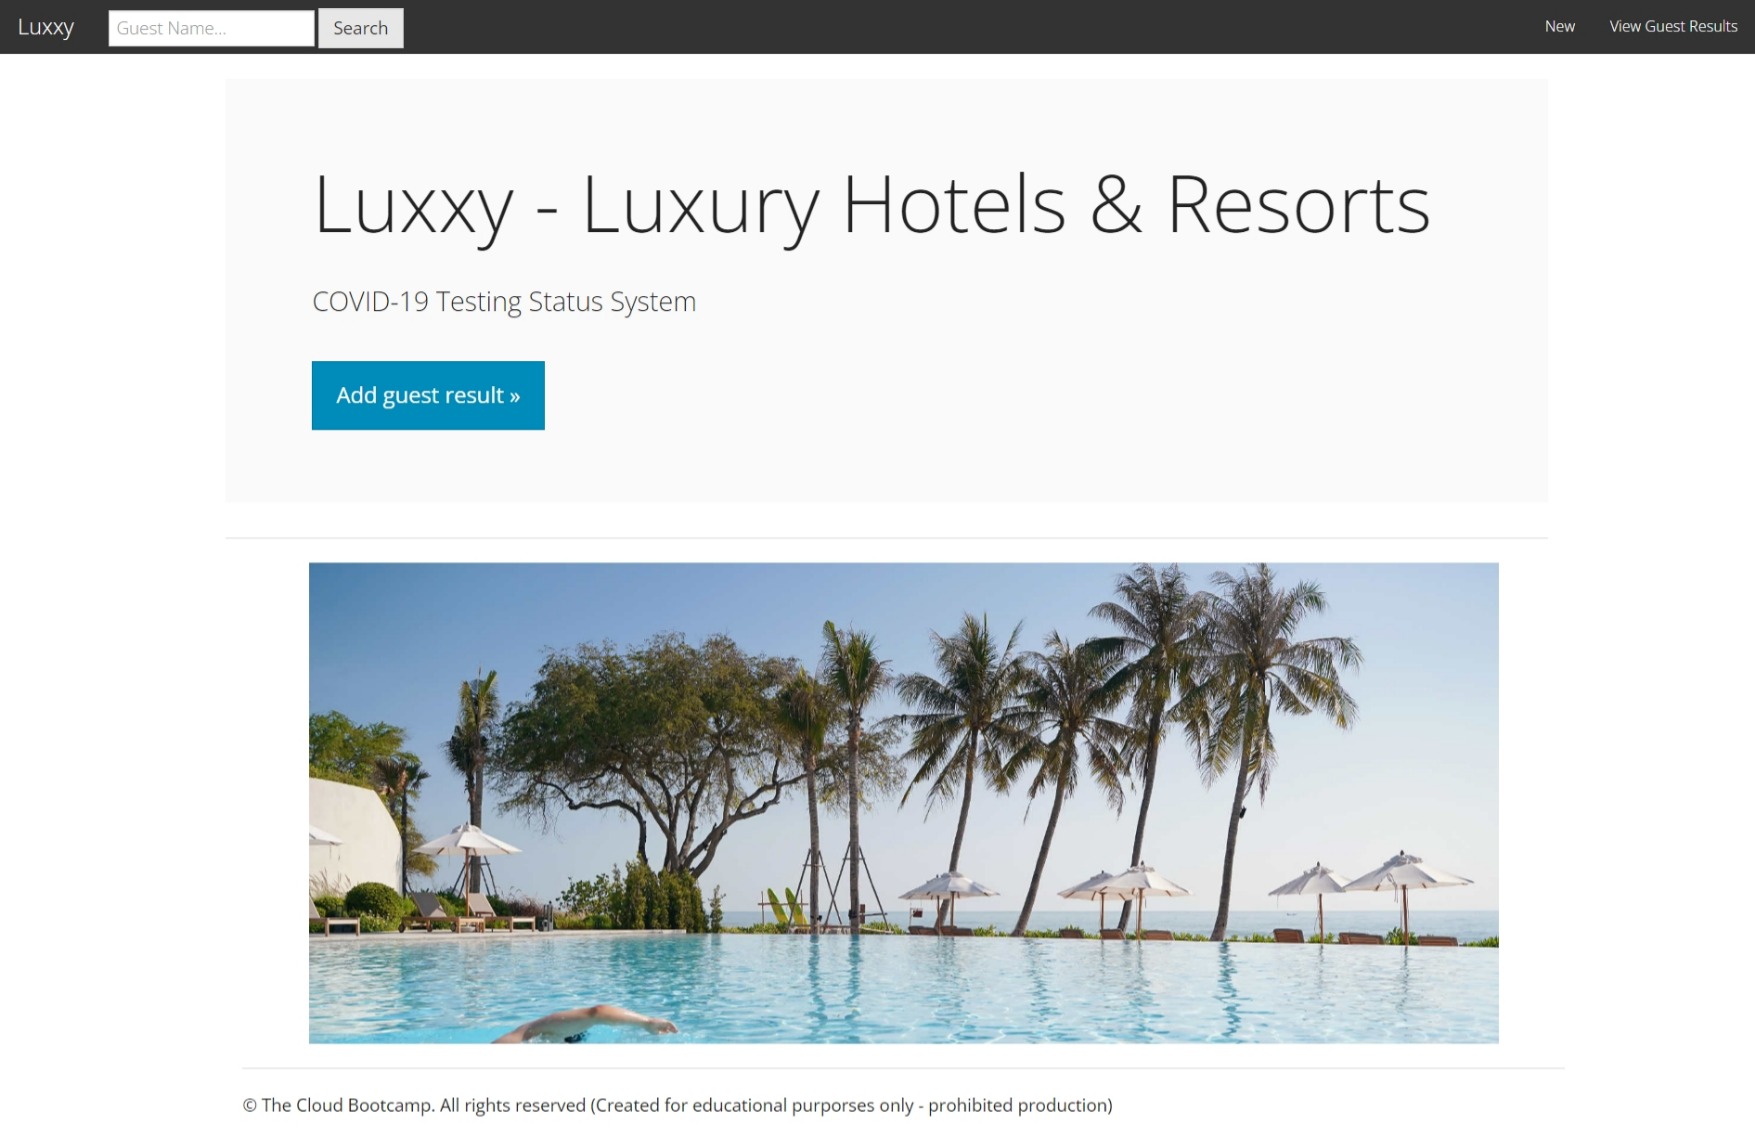 Luxxy
Guest Name...
Search
New
View Guest Results
Luxxy - Luxury Hotels & Resorts
COVID-19 Testing Status System
Add guest result »
© The Cloud Bootcamp. All rights reserved (Created for educational purporses only - prohibited production)